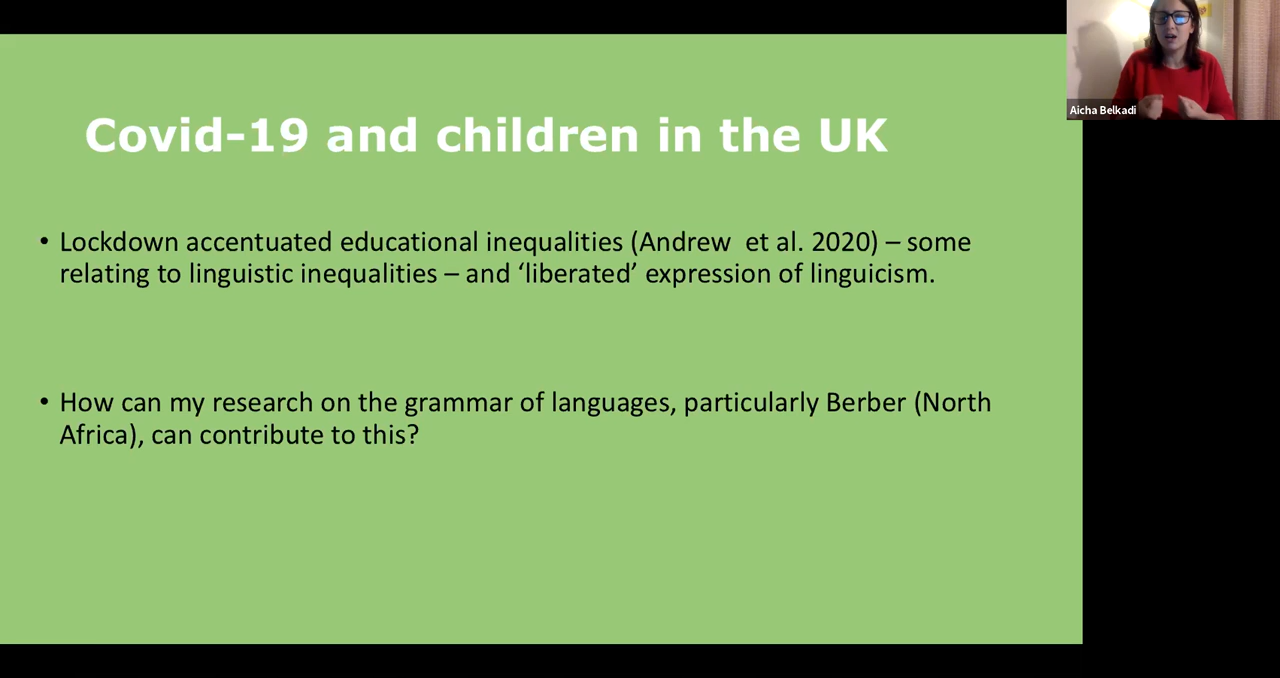 Covid-19 and children in the UK
• Lockdown accentuated educational inequalities (Andrew  et al. 2020) – some
relating to linguistic inequalities – and ‘liberated’ expression of linguicism.
• How can my research on the grammar of languages, particularly Berber (North
Africa), can contribute to this?
Aicha Belkadi